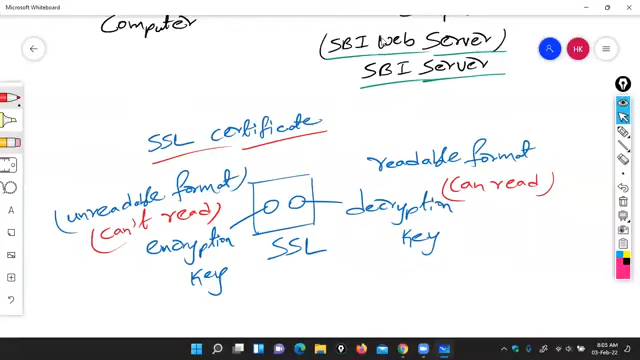 Microsoft Whiteboard
Computer
(SBI Web Server)
SBI Server
HK
SSL certificate
readable format
(can read)
(unreadable format)
(can't read)
encryption
key
decryption
key
SSL
8:05 AM
03-Feb-22